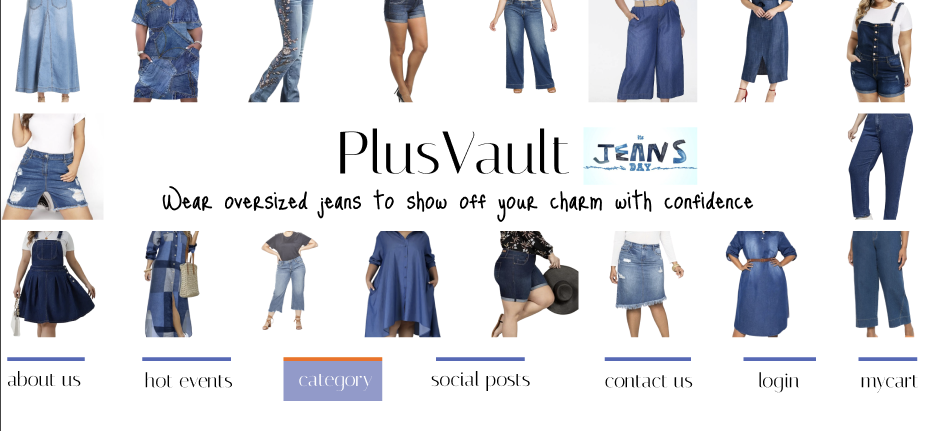 PlusVault
JEANS
DAY
Wear oversized jeans to show off your charm with confidence
about us
hot events
category
social posts
contact us
login
mycart